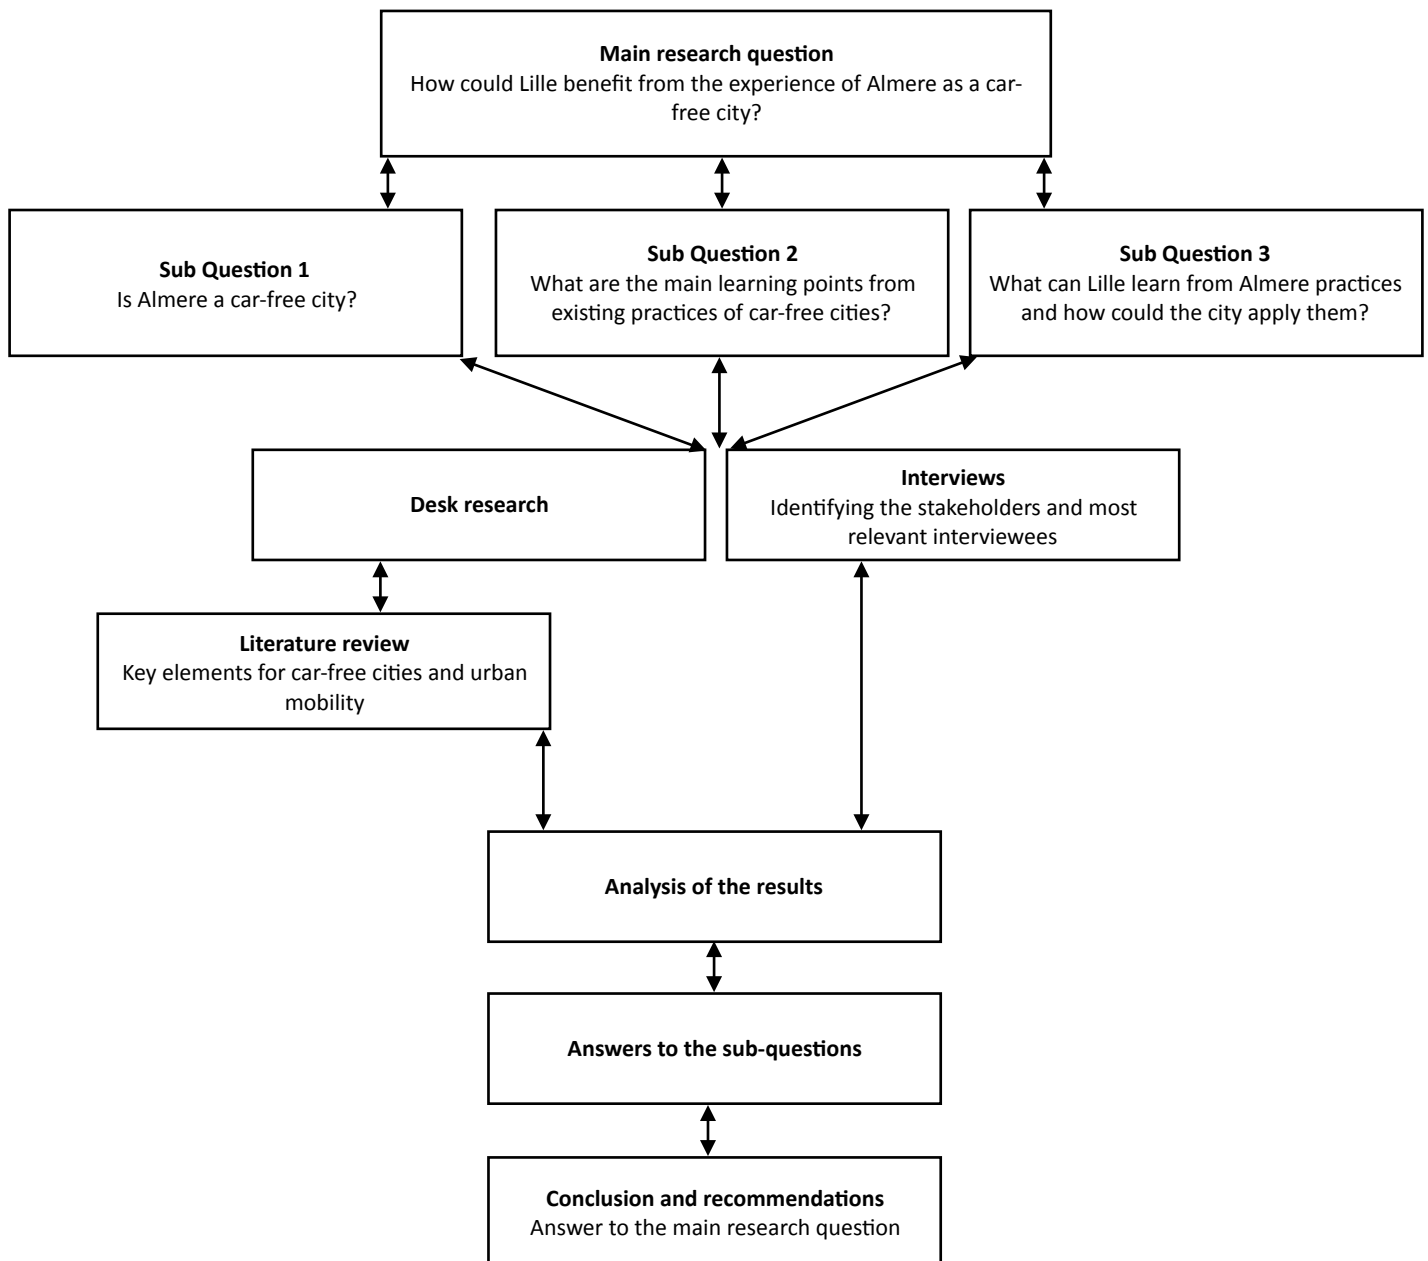 Main research question
How could Lille benefit from the experience of Almere as a car-
free city?
Sub Question 1
Is Almere a car-free city?
Sub Question 2
What are the main learning points from
existing practices of car-free cities?
Sub Question 3
What can Lille learn from Almere practices
and how could the city apply them?
Desk research
Interviews
Identifying the stakeholders and most
relevant interviewees
Literature review
Key elements for car-free cities and urban
mobility
Analysis of the results
Answers to the sub-questions
Conclusion and recommendations
Answer to the main research question